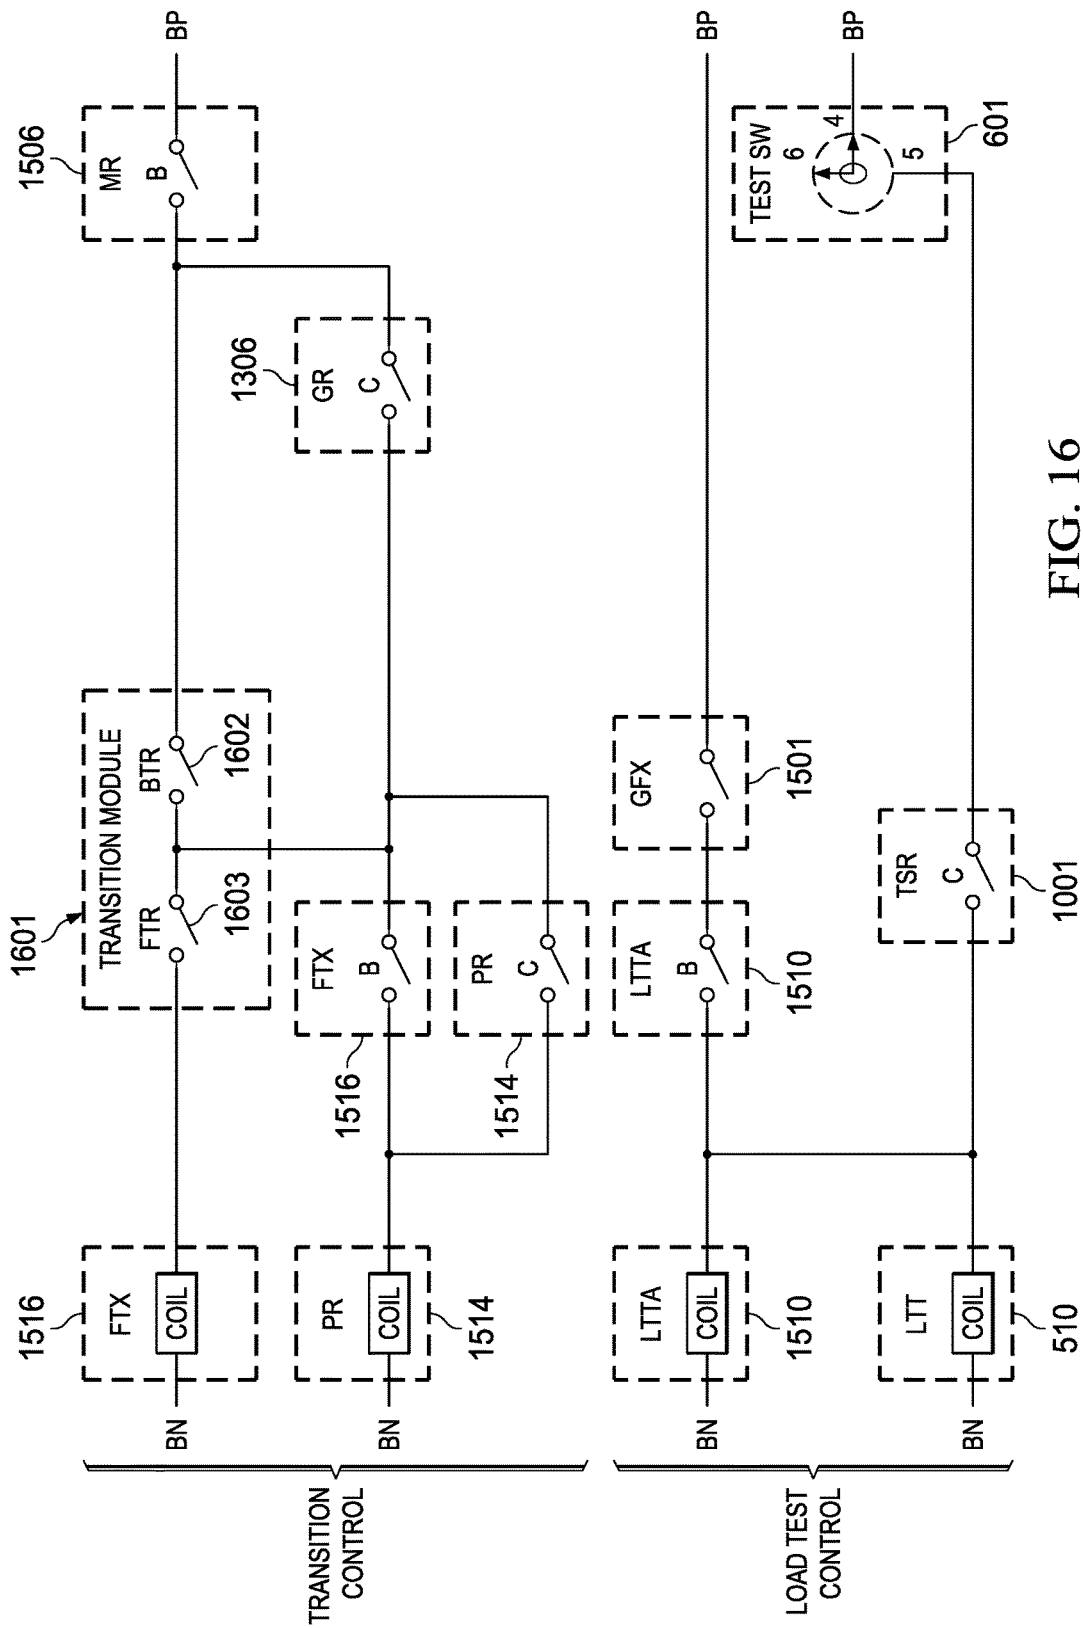 TRANSITION
CONTROL
BN
1516
FTX
COIL
1601
TRANSITION MODULE
FTR
1603
BTR
1602
1506
MR
B
BP
BN
PR
COIL
1514
1516
FTX
B
1306
GR
C
1514
PR
C
LOAD TEST
CONTROL
BN
LTTA
COIL
1510
LTTA
B
1510
GFX
1501
BP
BN
LTT
COIL
510
TSR
C
1001
TEST SW
6
4
5
601
BP
FIG. 16